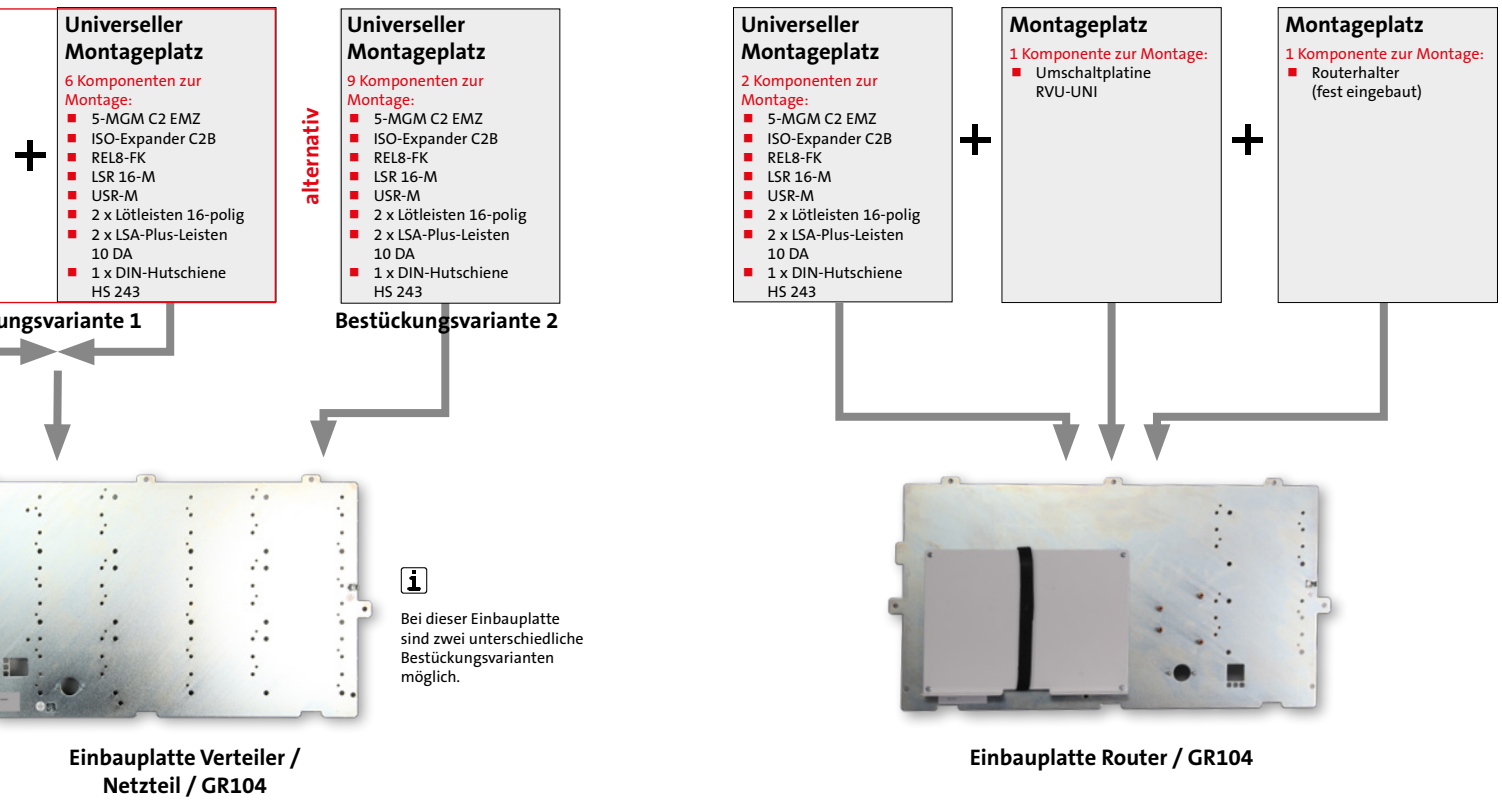 Universeller
Montageplatz
6 Komponenten zur
Montage:
5-MGM C2 EMZ
ISO-Expander C2B
REL8-FK
LSR 16-M
USR-M
2 x Lötleisten 16-polig
2 x LSA-Plus-Leisten
10 DA
1 x DIN-Hutschiene
HS 243
+
ungsvariante 1
alternativ
Universeller
Montageplatz
9 Komponenten zur
Montage:
5-MGM C2 EMZ
ISO-Expander C2B
REL8-FK
LSR 16-M
USR-M
2 x Lötleisten 16-polig
2 x LSA-Plus-Leisten
10 DA
1 x DIN-Hutschiene
HS 243
Bestückungsvariante 2
i
Bei dieser Einbauplatte
sind zwei unterschiedliche
Bestückungsvarianten
möglich.
Einbauplatte Verteiler /
Netzteil / GR104
Universeller
Montageplatz
2 Komponenten zur
Montage:
5-MGM C2 EMZ
ISO-Expander C2B
REL8-FK
LSR 16-M
USR-M
2 x Lötleisten 16-polig
2 x LSA-Plus-Leisten
10 DA
1 x DIN-Hutschiene
HS 243
+
Montageplatz
1 Komponente zur Montage:
Umschaltplatine
RVU-UNI
+
Montageplatz
1 Komponente zur Montage:
Routerhalter
(fest eingebaut)
Einbauplatte Router / GR104